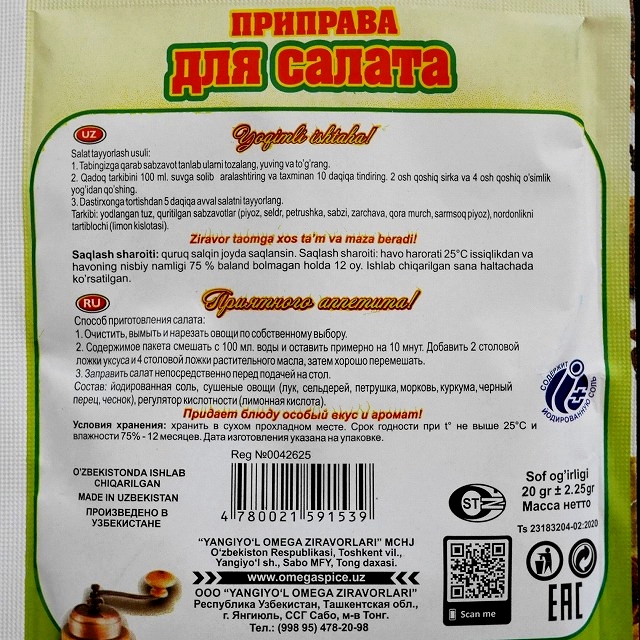 ПРИПРАВА
для салата
UZ
Yoqimli ishtaha!
Salat tayyorlash usuli:
1. Tabingizga qarab sabzavot tanlab ularni tozalang, yuving va to'g'rang.
2. Qadoq tarkibini 100 ml. suvga solib aralashtiring va taxminan 10 daqiqa tindiring. 2 osh qoshiq sirka va 4 osh qoshiq o'simlik
yog'idan qo'shing.
3. Dastirxonga tortishdan 5 daqiqa avval salatni tayyorlang.
Tarkibi: yodlangan tuz, quritilgan sabzavotlar (piyoz, seldr, petrushka, sabzi, zarchava, qora murch, sarmsoq piyoz), nordonlikni
tartiblochi (limon kislotasi).
Ziravor taomga xos ta'm va maza beradi!
Saqlash sharoiti: quruq salqin joyda saqlansin. Saqlash sharoiti: havo harorati 25°C issiqlikdan va
havoning nisbiy namligi 75 % baland bolmagan holda 12 oy. Ishlab chiqarilgan sana haltachada
ko'rsatilgan.
RU
Приятного аппетита!
Способ приготовления салата:
1. Очистить, вымыть и нарезать овощи по собственному выбору.
2. Содержимое пакета смешать с 100 мл. воды и оставить примерно на 10 мнут. Добавить 2 столовой
ложки уксуса и 4 столовой ложки растительного масла, затем хорошо перемешать.
3. Заправить салат непосредственно перед подачей на стол.
Состав: йодированная соль, сушеные овощи (лук, сельдерей, петрушка, морковь, куркума, черный
перец, чеснок), регулятор кислотности (лимонная кислота).
Придает блюду особый вкус и аромат!
Условия хранения: хранить в сухом прохладном месте. Срок годности при t° не выше 25°С и
влажности 75% - 12 месяцев. Дата изготовления указана на упаковке.
СОДЕРЖИТ
ЙОДИРОВАННУЮ СОЛЬ
Reg №0042625
O'ZBEKISTONDA ISHLAB
CHIQARILGAN
MADE IN UZBEKISTAN
ПРОИЗВЕДЕНО В
УЗБЕКИСТАНЕ
4 780021 591539
Sof og'irligi
20 gr ± 2.25gr
Масса нетто
Ts 23183204-02:2020
"YANGIYO'L OMEGA ZIRAVORLARI" MCHJ
O'zbekiston Respublikasi, Toshkent vil.,
Yangiyo'l sh., Sabo MFY, Tong daxasi.
www.omegaspice.uz
ООО "YANGIYO'L OMEGA ZIRAVORLARI"
Республика Узбекистан, Ташкентская обл.,
г. Янгиюль, ССГ Сабо, м-в Тонг.
Тел.: (998 95) 478-20-98
Scan me
EAC